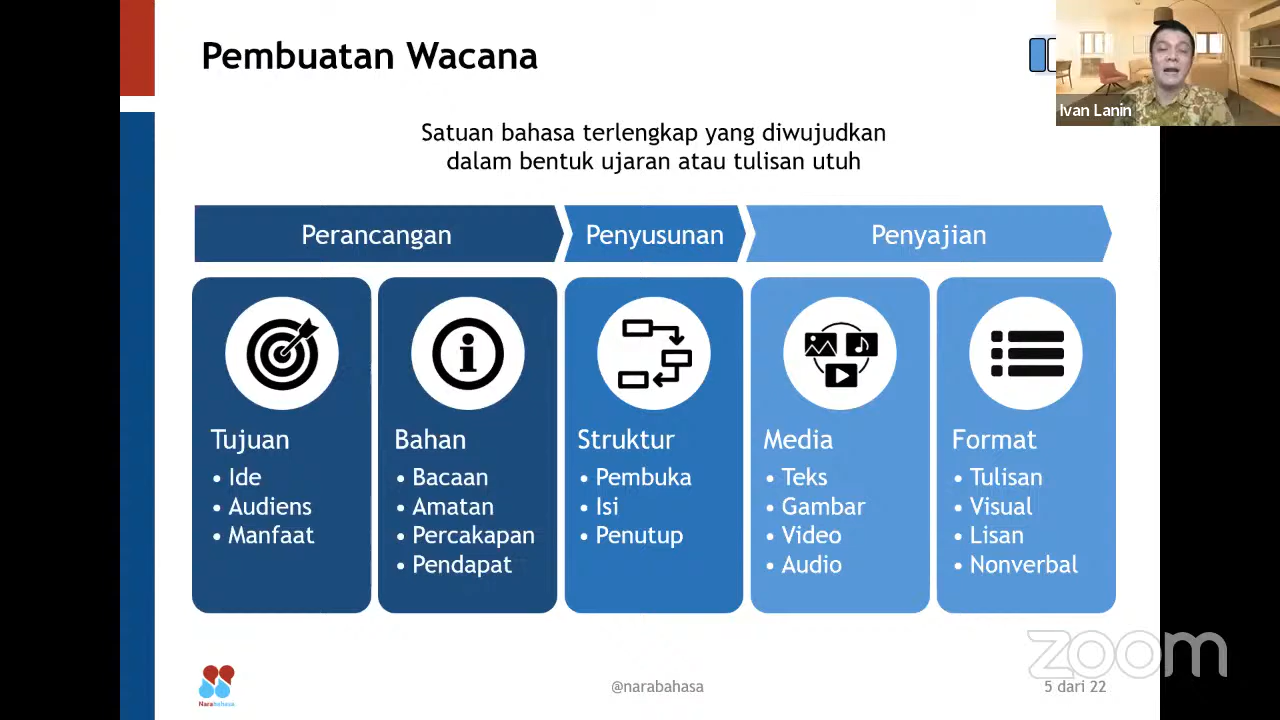 Pembuatan Wacana
Ivan Lanin
Satuan bahasa terlengkap yang diwujudkan
dalam bentuk ujaran atau tulisan utuh
Perancangan
Penyusunan
Penyajian
Tujuan
• Ide
• Audiens
• Manfaat
Bahan
• Bacaan
• Amatan
• Percakapan
• Pendapat
Struktur
• Pembuka
• Isi
• Penutup
Media
• Teks
• Gambar
• Video
• Audio
Format
• Tulisan
• Visual
• Lisan
• Nonverbal
zoom
Narabahasa
@narabahasa
5 dari 22